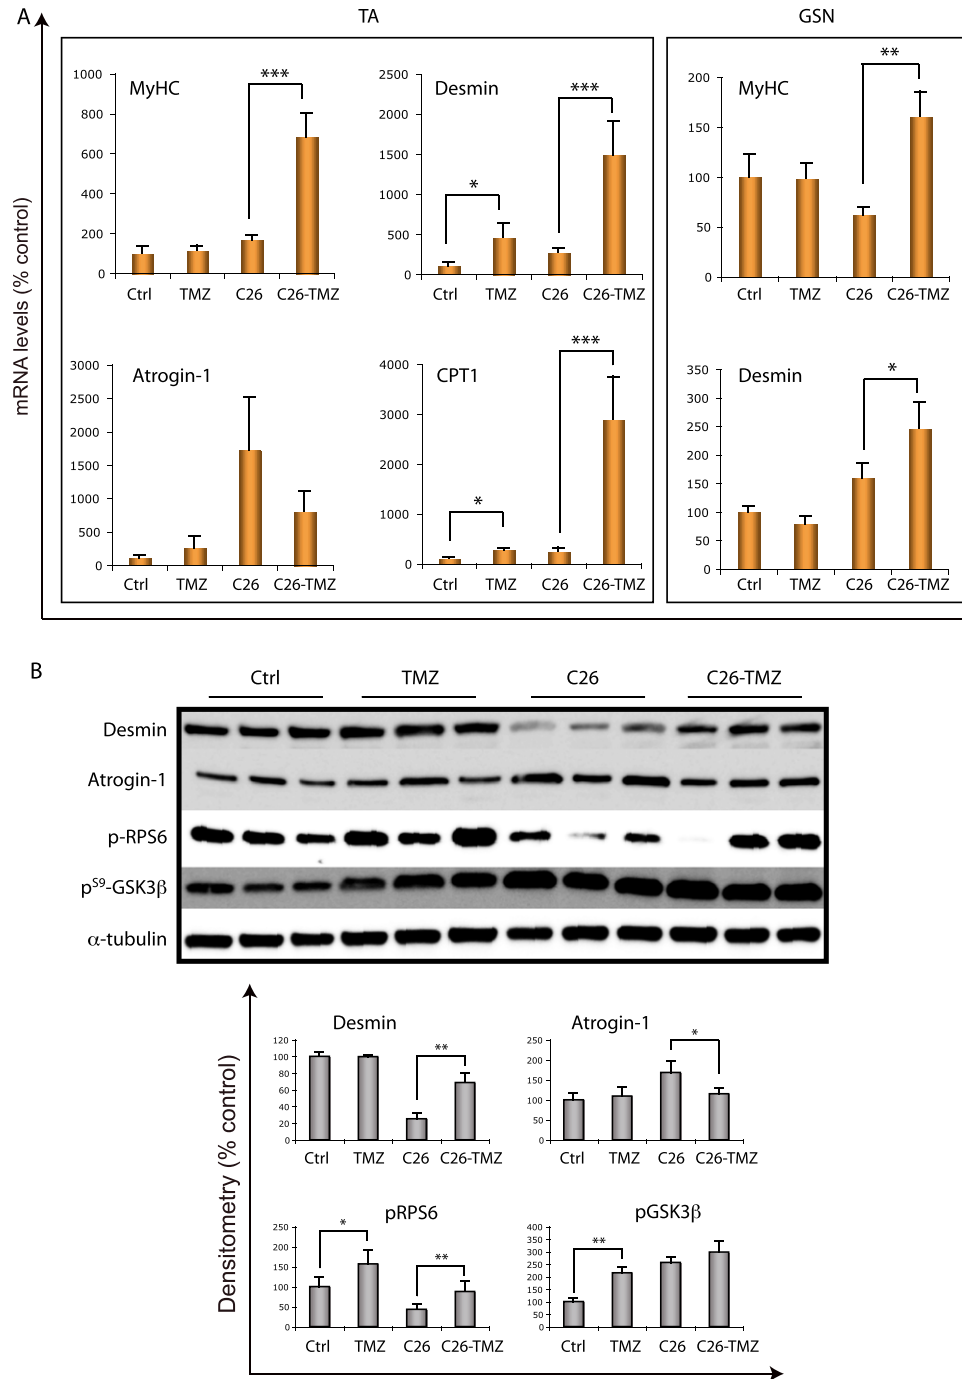 A
TA
GSN
mRNA levels (% control)
MyHC
***
1000
800
600
400
200
0
Ctrl TMZ C26 C26-TMZ
Desmin
***
*
2500
2000
1500
1000
500
0
Ctrl TMZ C26 C26-TMZ
MyHC
**
200
150
100
50
0
Ctrl TMZ C26 C26-TMZ
Atrogin-1
3000
2500
2000
1500
1000
500
0
Ctrl TMZ C26 C26-TMZ
CPT1
***
*
4000
3000
2000
1000
0
Ctrl TMZ C26 C26-TMZ
Desmin
*
350
300
250
200
150
100
50
0
Ctrl TMZ C26 C26-TMZ
B
Ctrl TMZ C26 C26-TMZ
Desmin
Atrogin-1
p-RPS6
pS9-GSK3β
α-tubulin
Densitometry (% control)
Desmin
**
120
100
80
60
40
20
0
Ctrl TMZ C26 C26-TMZ
Atrogin-1
*
250
200
150
100
50
0
Ctrl TMZ C26 C26-TMZ
pRPS6
*
**
250
200
150
100
50
0
Ctrl TMZ C26 C26-TMZ
pGSK3β
**
400
350
300
250
200
150
100
50
0
Ctrl TMZ C26 C26-TMZ